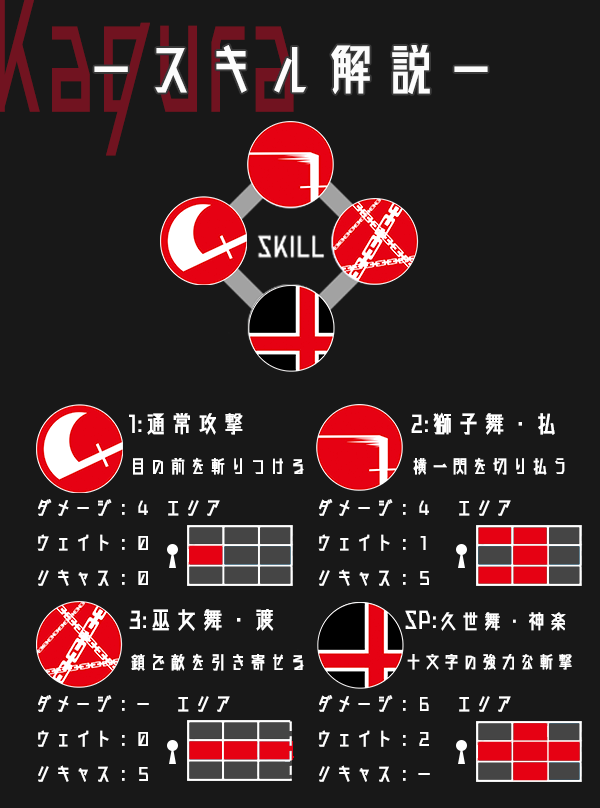 Kagura
ースキル解説ー
SKILL
1:通常攻撃
目の前を斬りつける
ダメージ:4 エリア
ウェイト:0
リキャス:0
2:獅子舞・払
横一閃を切り払う
ダメージ:4 エリア
ウェイト:1
リキャス:5
3:巫女舞・渡
鎖で敵を引き寄せる
ダメージ:ー エリア
ウェイト:0
リキャス:5
SP:久世舞・神楽
十文字の強力な斬撃
ダメージ:6 エリア
ウェイト:2
リキャス:ー